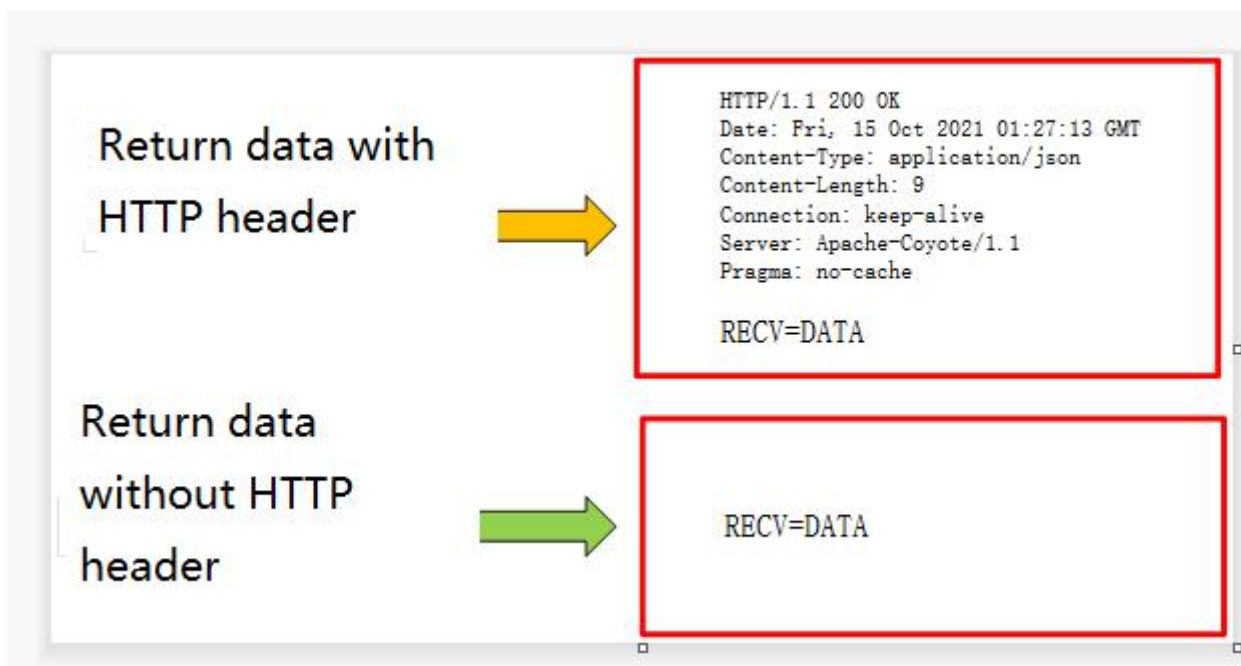 Return data with
HTTP header
HTTP/1.1 200 OK
Date: Fri, 15 Oct 2021 01:27:13 GMT
Content-Type: application/json
Content-Length: 9
Connection: keep-alive
Server: Apache-Coyote/1.1
Pragma: no-cache
RECV=DATA
Return data
without HTTP
header
RECV=DATA